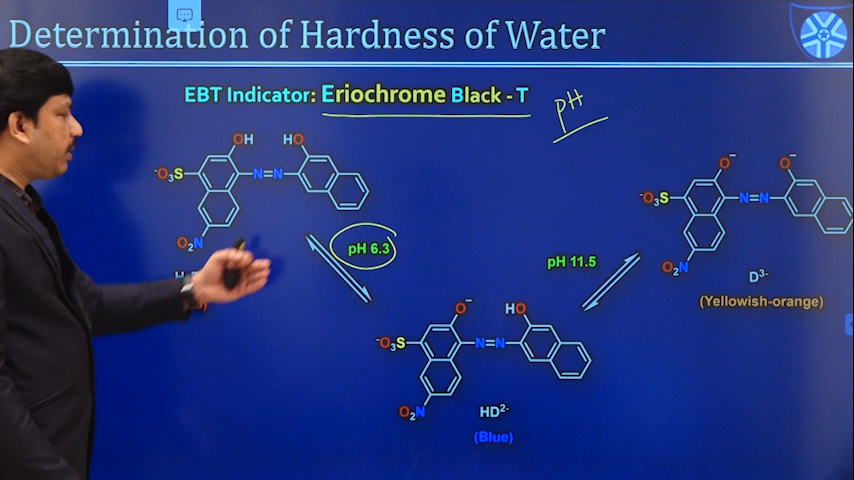 Determination of Hardness of Water
EBT Indicator: Eriochrome Black - T
pH
OH HO
⁻O₃S N=N
O₂N
pH 6.3
O⁻ HO
⁻O₃S N=N
O₂N
HD²⁻
(Blue)
pH 11.5
O⁻ O⁻
⁻O₃S N=N
O₂N
D³⁻
(Yellowish-orange)